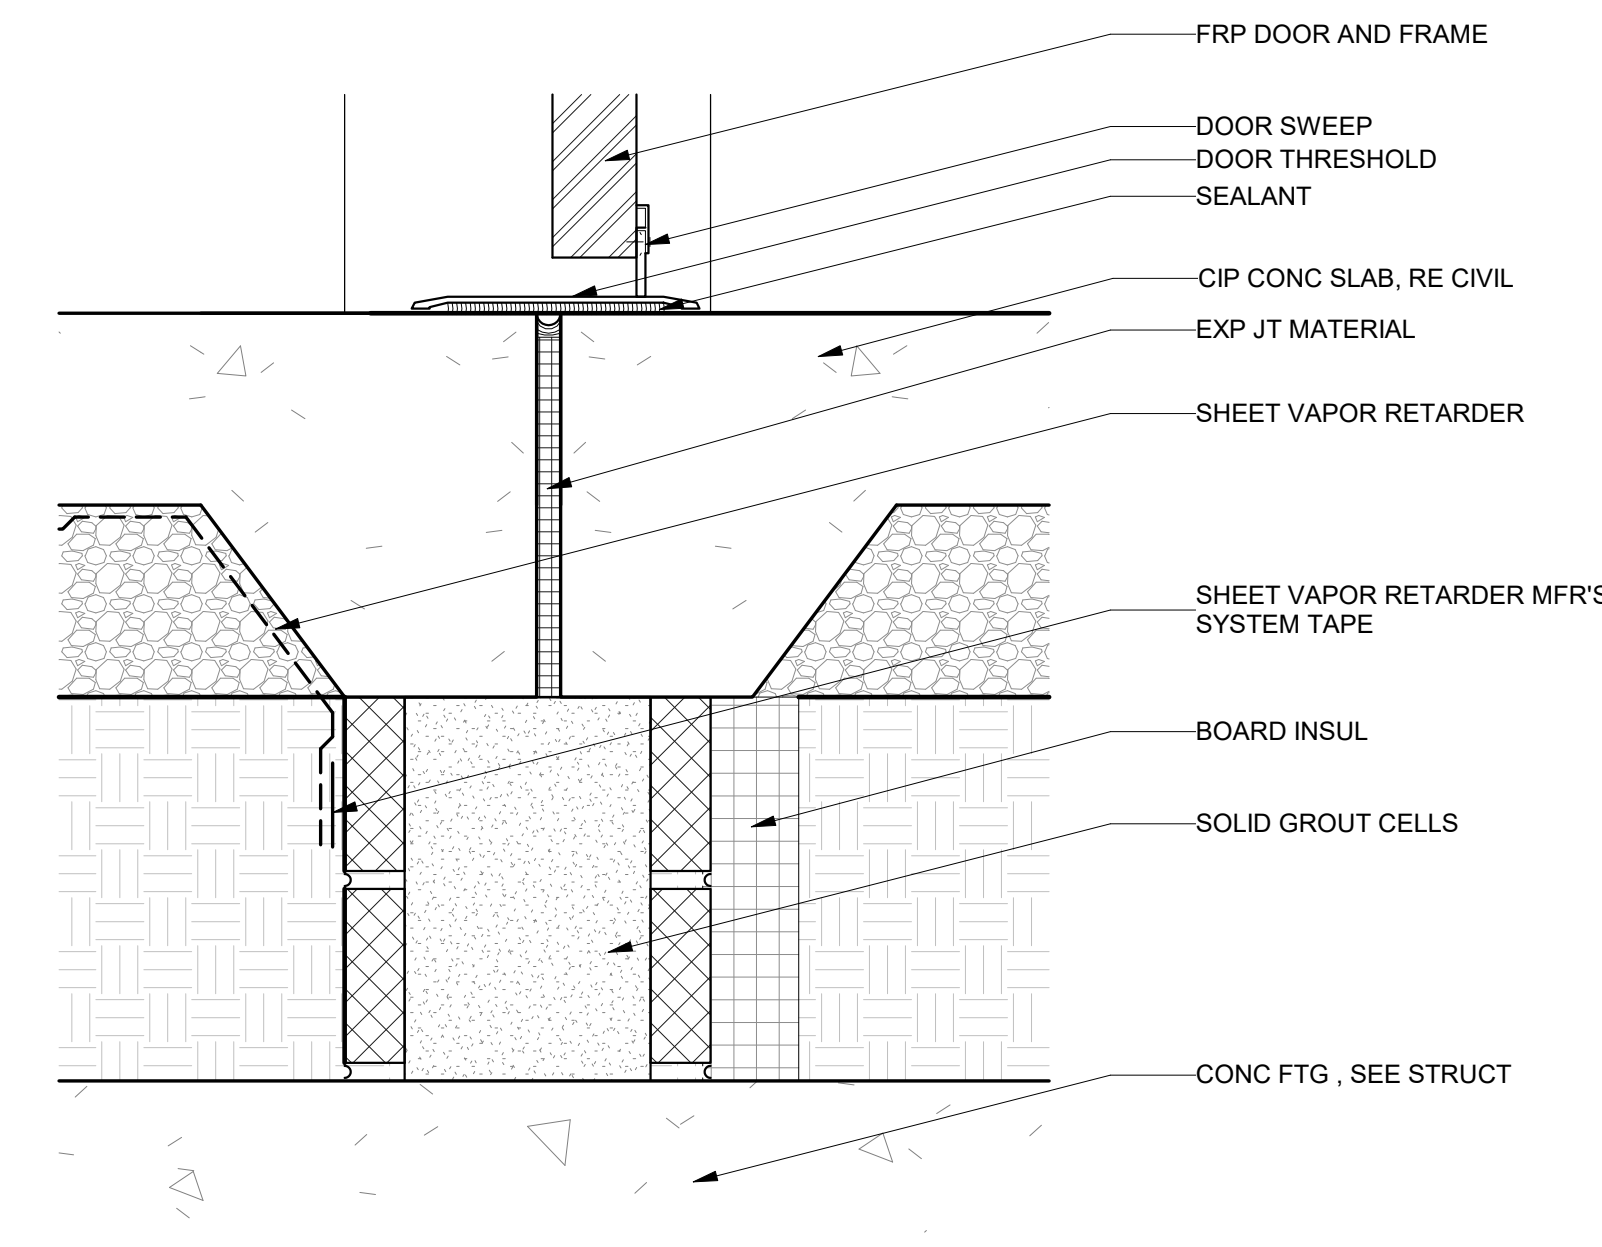 FRP DOOR AND FRAME
DOOR SWEEP
DOOR THRESHOLD
SEALANT
CIP CONC SLAB, RE CIVIL
EXP JT MATERIAL
SHEET VAPOR RETARDER
SHEET VAPOR RETARDER MFR'S
SYSTEM TAPE
BOARD INSUL
SOLID GROUT CELLS
CONC FTG , SEE STRUCT